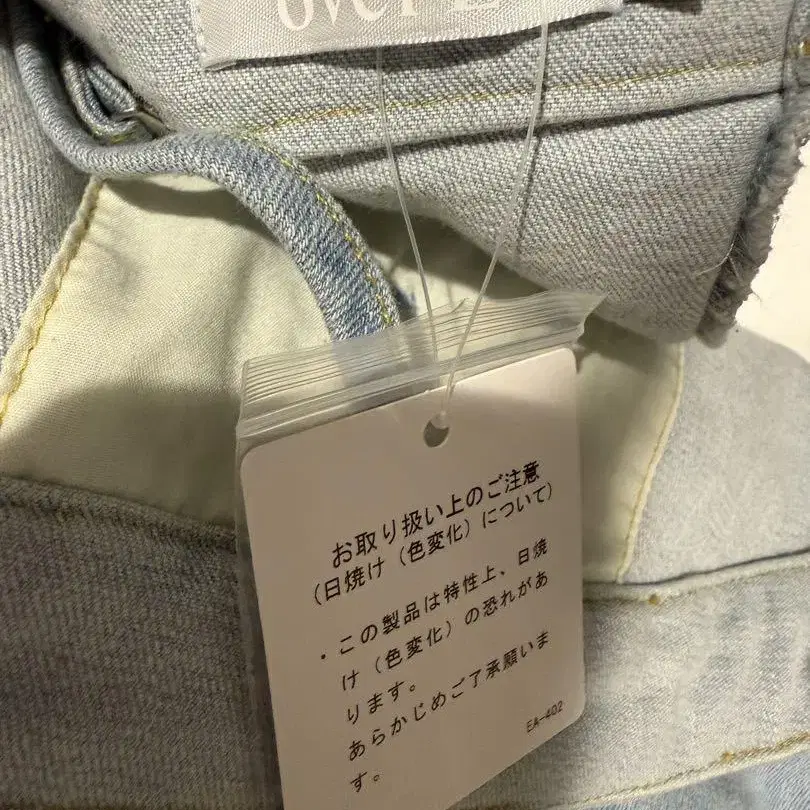 over
お取り扱い上のご注意
(日焼け(色変化)について)
・この製品は特性上、日焼
け(色変化)の恐れがあ
ります。
あらかじめご了承願いま
す。
EA-402